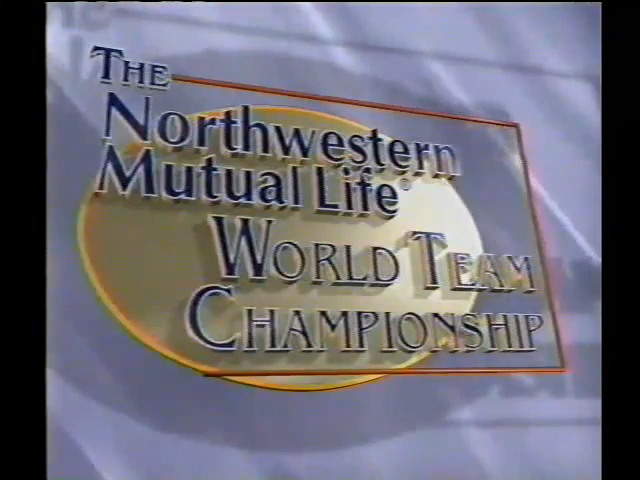 THE
Northwestern
Mutual Life®
WORLD TEAM
CHAMPIONSHIP